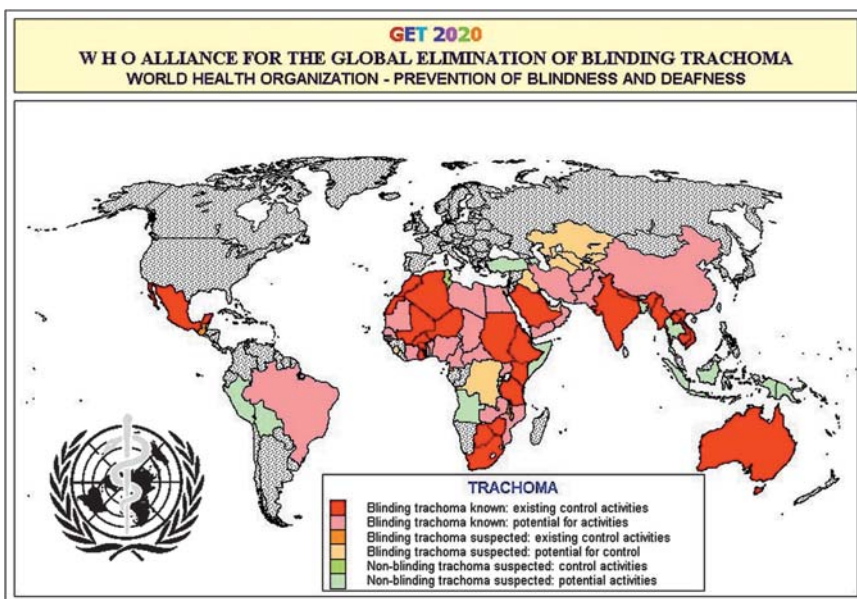 GET 2020
W H O ALLIANCE FOR THE GLOBAL ELIMINATION OF BLINDING TRACHOMA
WORLD HEALTH ORGANIZATION - PREVENTION OF BLINDNESS AND DEAFNESS
TRACHOMA
Blinding trachoma known: existing control activities
Blinding trachoma known: potential for activities
Blinding trachoma suspected: existing control activities
Blinding trachoma suspected: potential for control
Non-blinding trachoma suspected: control activities
Non-blinding trachoma suspected: potential activities